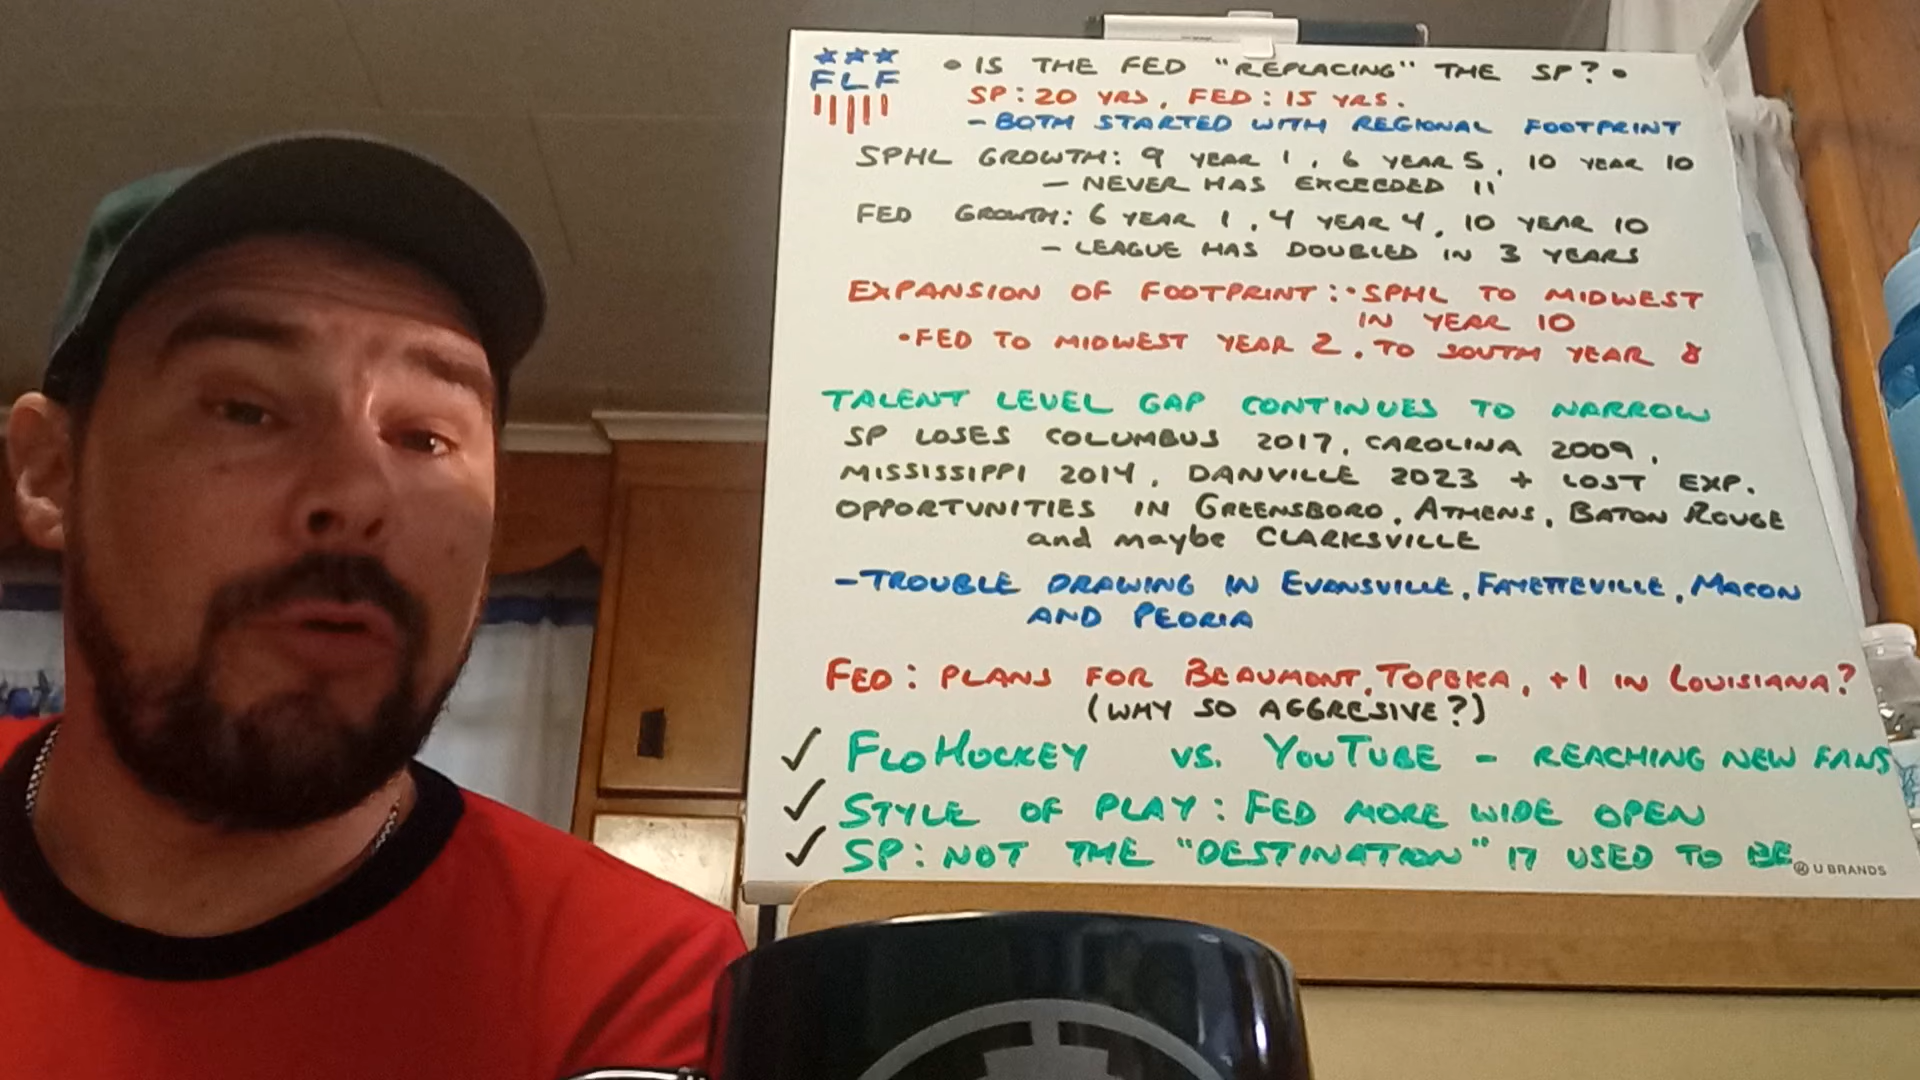 FLF
• IS THE FED "REPLACING" THE SP? •
SP: 20 YRS, FED: 15 YRS.
- BOTH STARTED WITH REGIONAL FOOTPRINT
SPHL GROWTH: 9 YEAR 1, 6 YEAR 5, 10 YEAR 10
- NEVER HAS EXCEEDED 11
FED GROWTH: 6 YEAR 1, 4 YEAR 4, 10 YEAR 10
- LEAGUE HAS DOUBLED IN 3 YEARS
EXPANSION OF FOOTPRINT: • SPHL TO MIDWEST
IN YEAR 10
• FED TO MIDWEST YEAR 2, TO SOUTH YEAR 8
TALENT LEVEL GAP CONTINUES TO NARROW
SP LOSES COLUMBUS 2017, CAROLINA 2009,
MISSISSIPPI 2014, DANVILLE 2023 + LOST EXP.
OPPORTUNITIES IN GREENSBORO, ATHENS, BATON ROUGE
and maybe CLARKSVILLE
- TROUBLE DRAWING IN EVANSVILLE, FAYETTEVILLE, MACON
AND PEORIA
FED: PLANS FOR BEAUMONT, TOPEKA, +1 IN LOUISIANA?
(WHY SO AGGRESIVE?)
✓ FLOHOCKEY VS. YOUTUBE - REACHING NEW FANS
✓ STYLE OF PLAY: FED MORE WIDE OPEN
✓ SP: NOT THE "DESTINATION" IT USED TO BE
U BRANDS